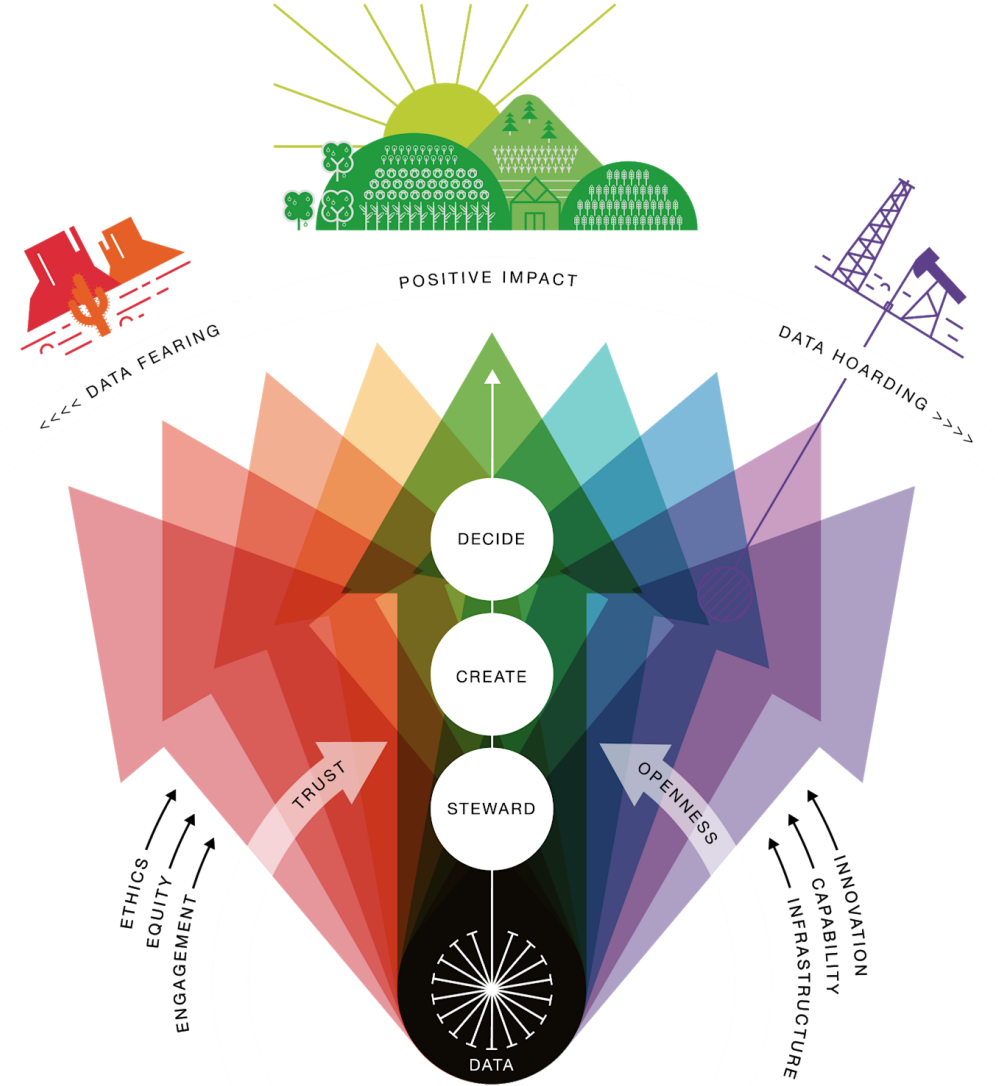 POSITIVE IMPACT
<<<< DATA FEARING
DATA HOARDING >>>>
DECIDE
CREATE
STEWARD
TRUST
OPENNESS
ETHICS
EQUITY
ENGAGEMENT
INNOVATION
CAPABILITY
INFRASTRUCTURE
DATA